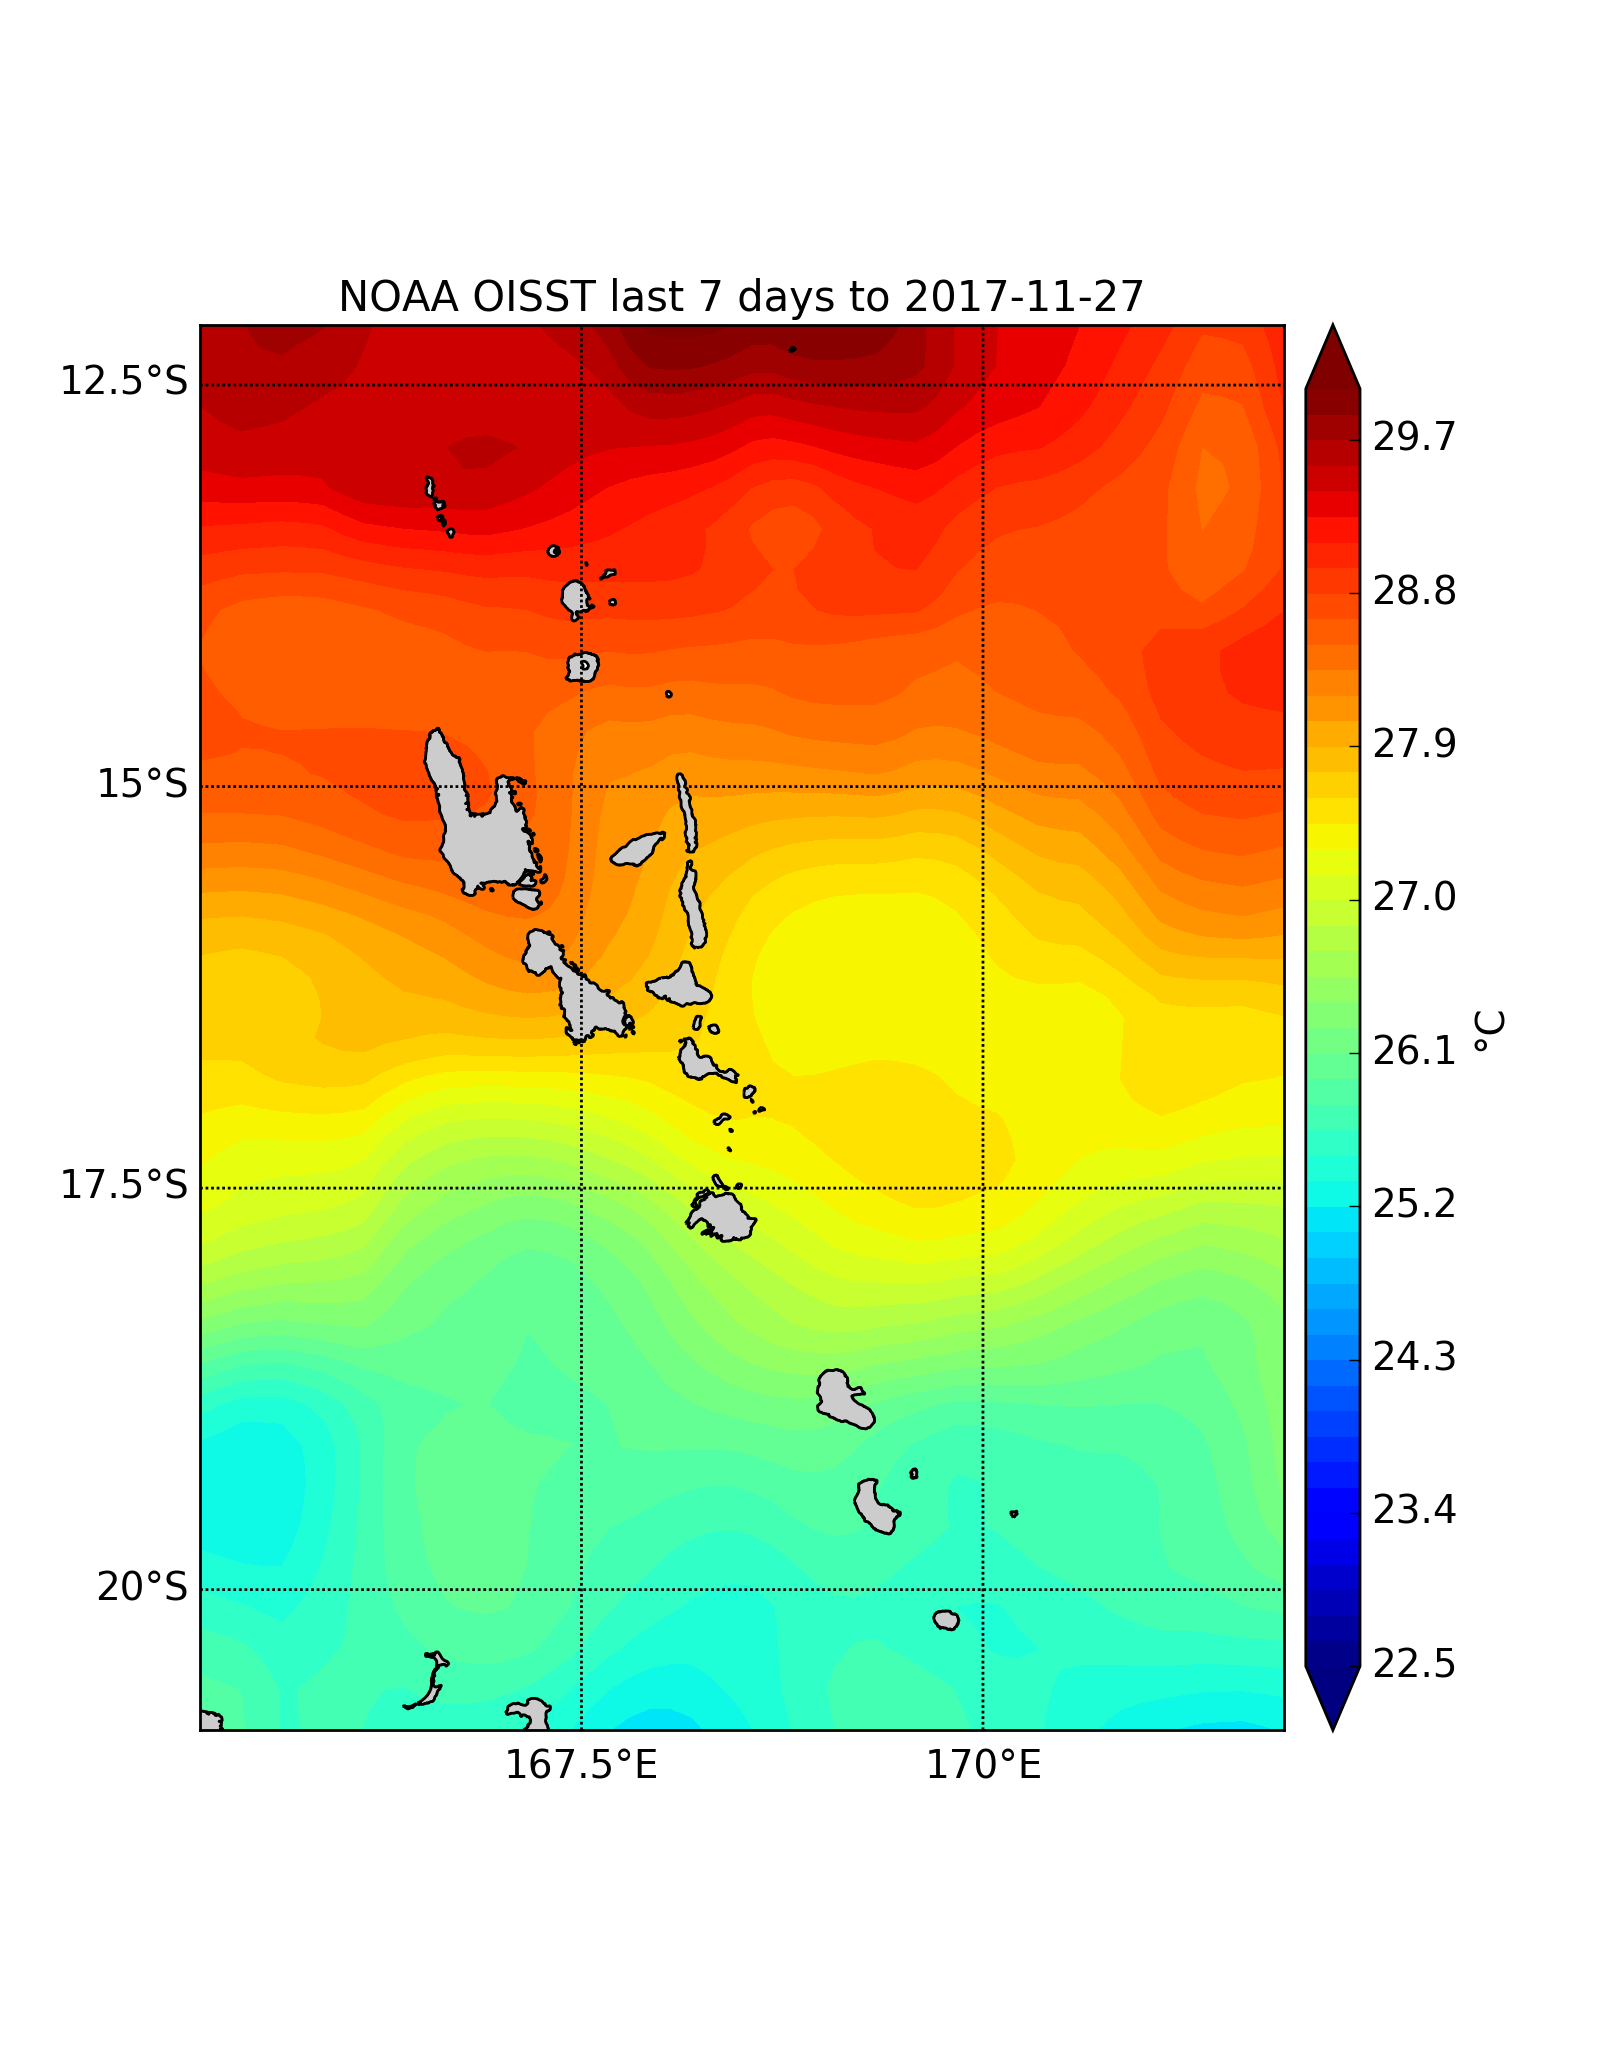 NOAA OISST last 7 days to 2017-11-27
12.5°S
15°S
17.5°S
20°S
167.5°E
170°E
29.7
28.8
27.9
27.0
26.1
25.2
24.3
23.4
22.5
°C